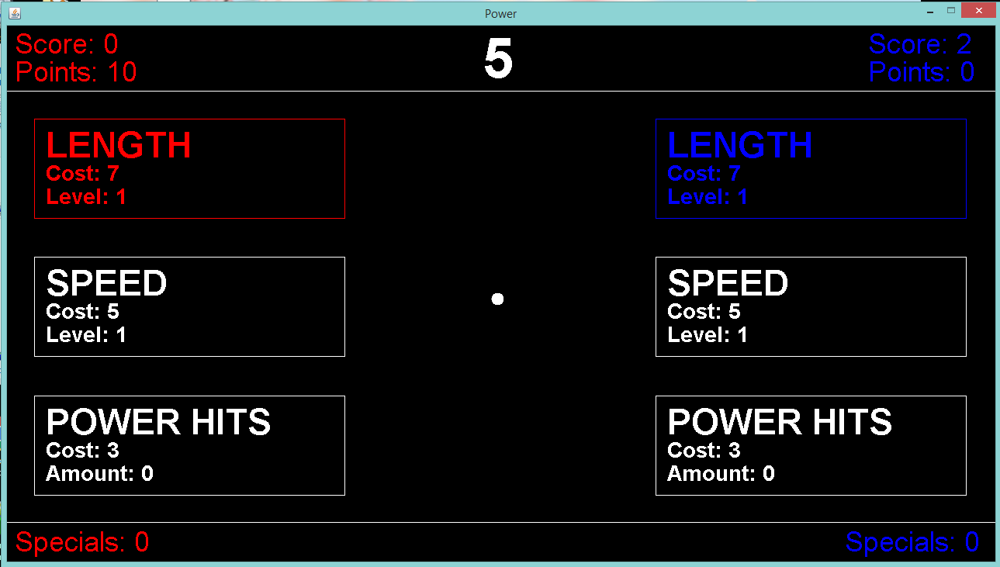 Power
Score: 0
Points: 10
5
Score: 2
Points: 0
LENGTH
Cost: 7
Level: 1
LENGTH
Cost: 7
Level: 1
SPEED
Cost: 5
Level: 1
SPEED
Cost: 5
Level: 1
POWER HITS
Cost: 3
Amount: 0
POWER HITS
Cost: 3
Amount: 0
Specials: 0
Specials: 0